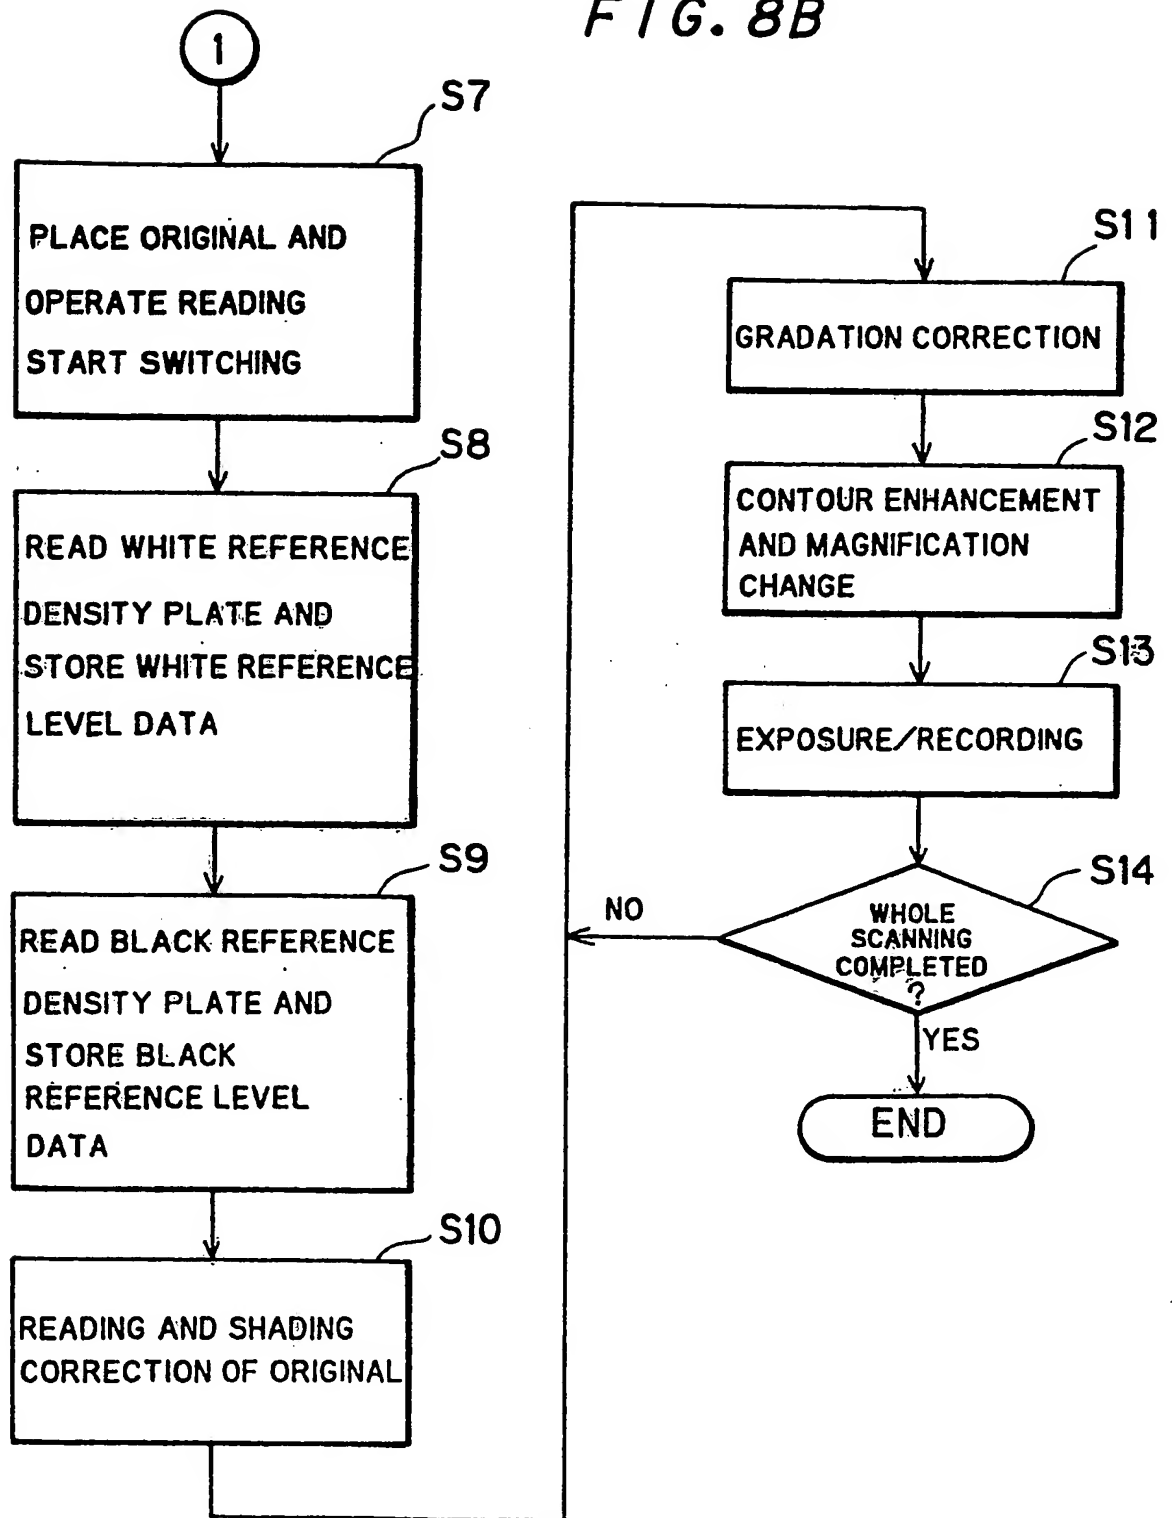 FIG. 8B
1
S7
PLACE ORIGINAL AND
OPERATE READING
START SWITCHING
S8
READ WHITE REFERENCE
DENSITY PLATE AND
STORE WHITE REFERENCE
LEVEL DATA
S9
READ BLACK REFERENCE
DENSITY PLATE AND
STORE BLACK
REFERENCE LEVEL
DATA
S10
READING AND SHADING
CORRECTION OF ORIGINAL
S11
GRADATION CORRECTION
S12
CONTOUR ENHANCEMENT
AND MAGNIFICATION
CHANGE
S13
EXPOSURE/RECORDING
S14
WHOLE
SCANNING
COMPLETED
?
NO
YES
END